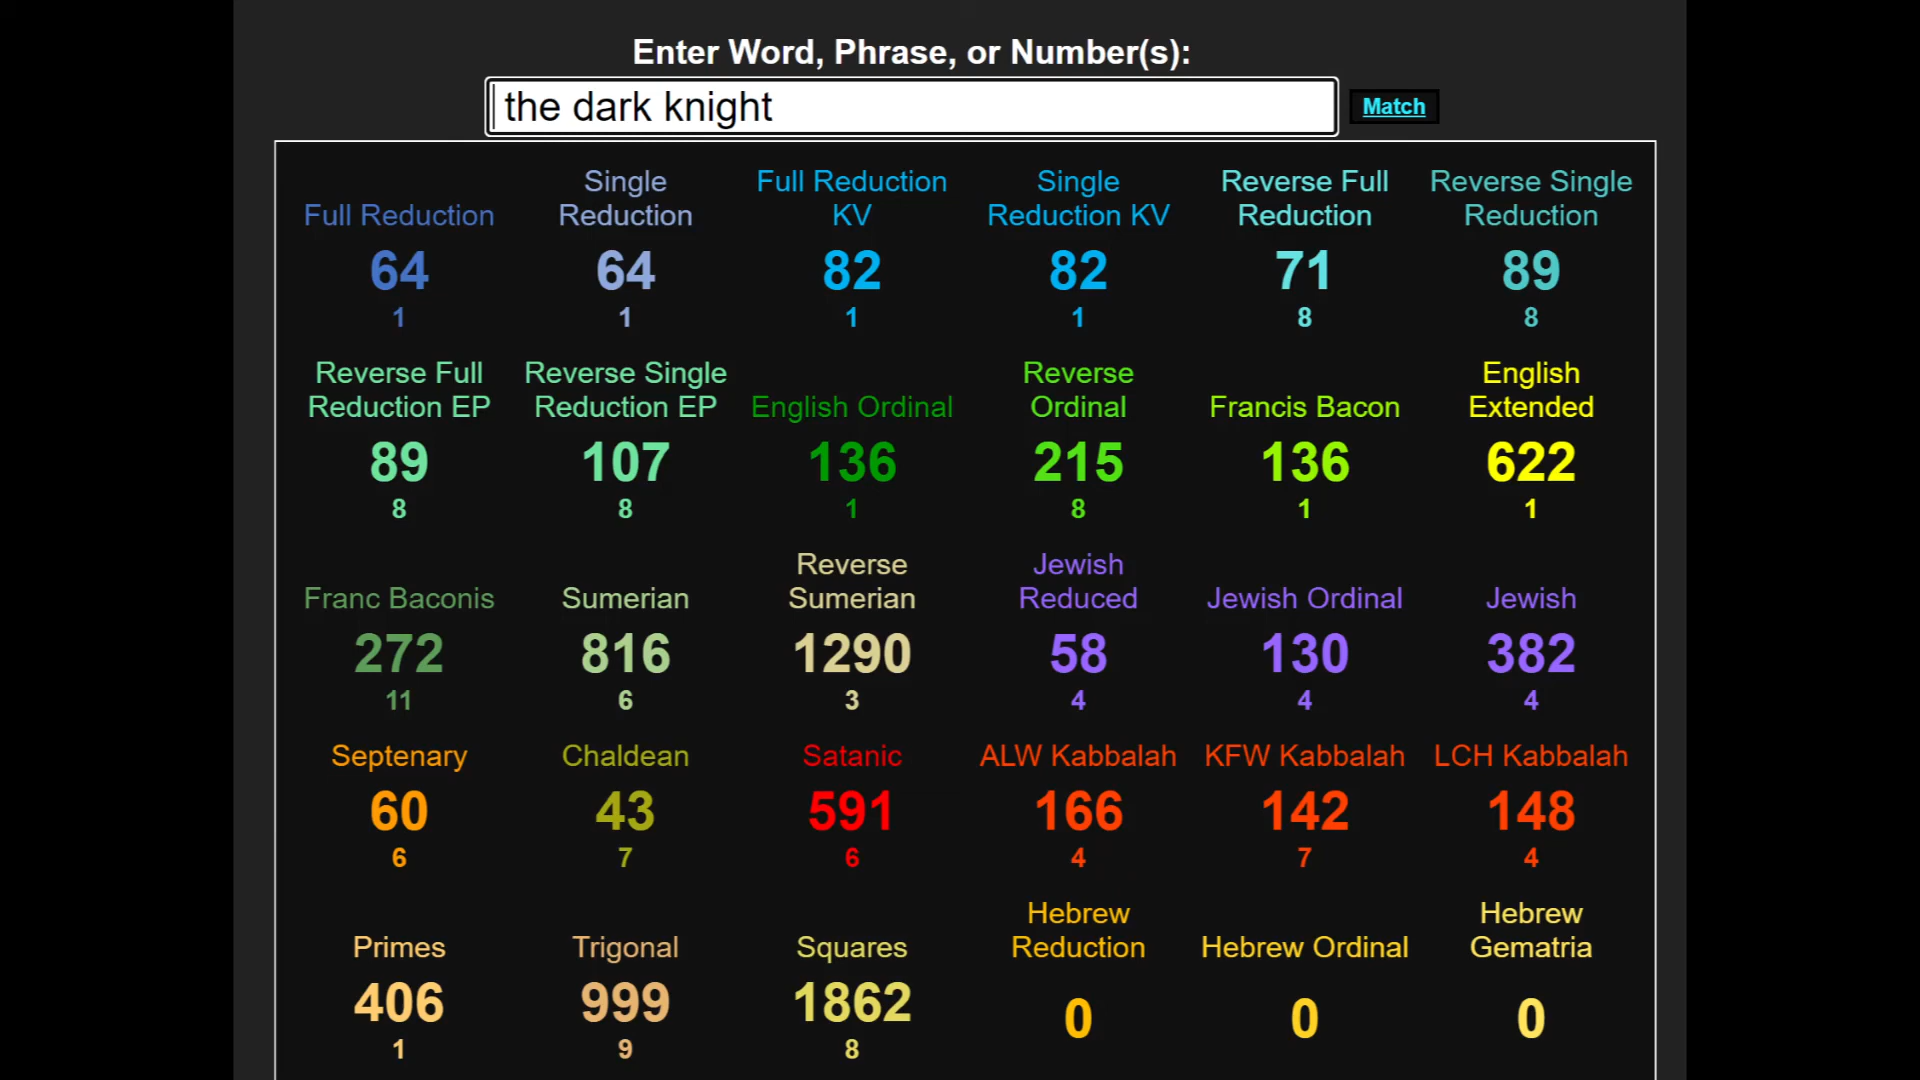 Enter Word, Phrase, or Number(s):
the dark knight Match
Full Reduction Single Reduction Full Reduction KV Single Reduction KV Reverse Full Reduction Reverse Single Reduction
64 64 82 82 71 89
1 1 1 1 8 8
Reverse Full Reduction EP Reverse Single Reduction EP English Ordinal Reverse Ordinal Francis Bacon English Extended
89 107 136 215 136 622
8 8 1 8 1 1
Franc Baconis Sumerian Reverse Sumerian Jewish Reduced Jewish Ordinal Jewish
272 816 1290 58 130 382
11 6 3 4 4 4
Septenary Chaldean Satanic ALW Kabbalah KFW Kabbalah LCH Kabbalah
60 43 591 166 142 148
6 7 6 4 7 4
Primes Trigonal Squares Hebrew Reduction Hebrew Ordinal Hebrew Gematria
406 999 1862 0 0 0
1 9 8